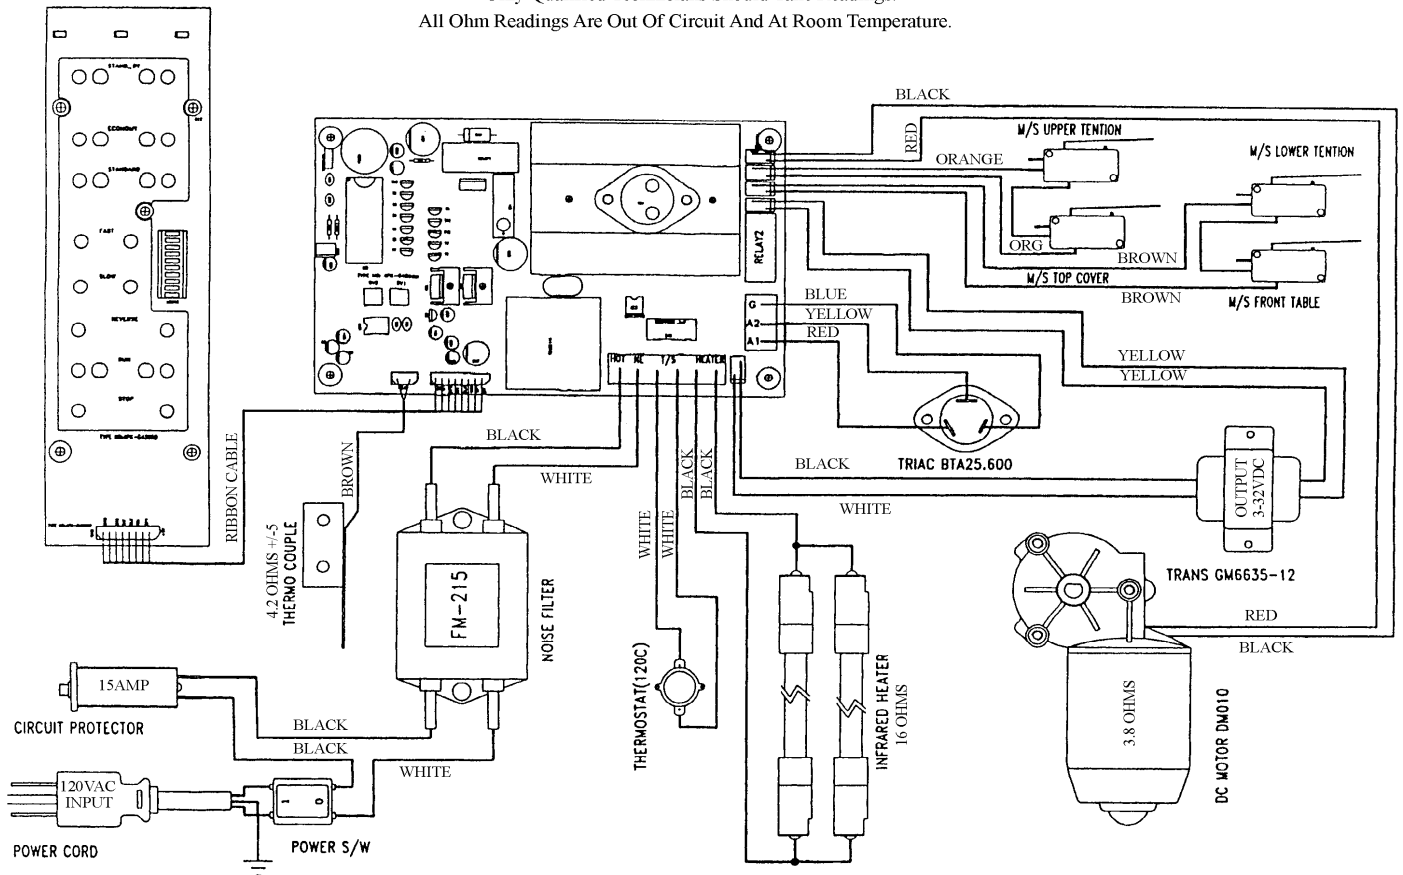 All Ohm Readings Are Out Of Circuit And At Room Temperature.
STAND_BY
ECONOMY
STANDARD
FAST
SLOW
REVERSE
RUN
STOP
RIBBON CABLE
BROWN
4.2 OHMS +/-5
THERMO COUPLE
HOT
NE
T/S
HEATER
RELAY2
G
A2
A1
BLACK
RED
ORANGE
M/S UPPER TENTION
M/S LOWER TENTION
ORG
BROWN
M/S TOP COVER
BROWN
M/S FRONT TABLE
BLUE
YELLOW
RED
YELLOW
YELLOW
TRIAC BTA25.600
BLACK
WHITE
BLACK
WHITE
WHITE
WHITE
BLACK
BLACK
OUTPUT
3-32VDC
TRANS GM6635-12
RED
BLACK
FM-215
NOISE FILTER
THERMOSTAT(120C)
INFRARED HEATER
16 OHMS
3.8 OHMS
DC MOTOR DM010
15AMP
CIRCUIT PROTECTOR
BLACK
BLACK
WHITE
120VAC
INPUT
POWER CORD
1 0
POWER S/W